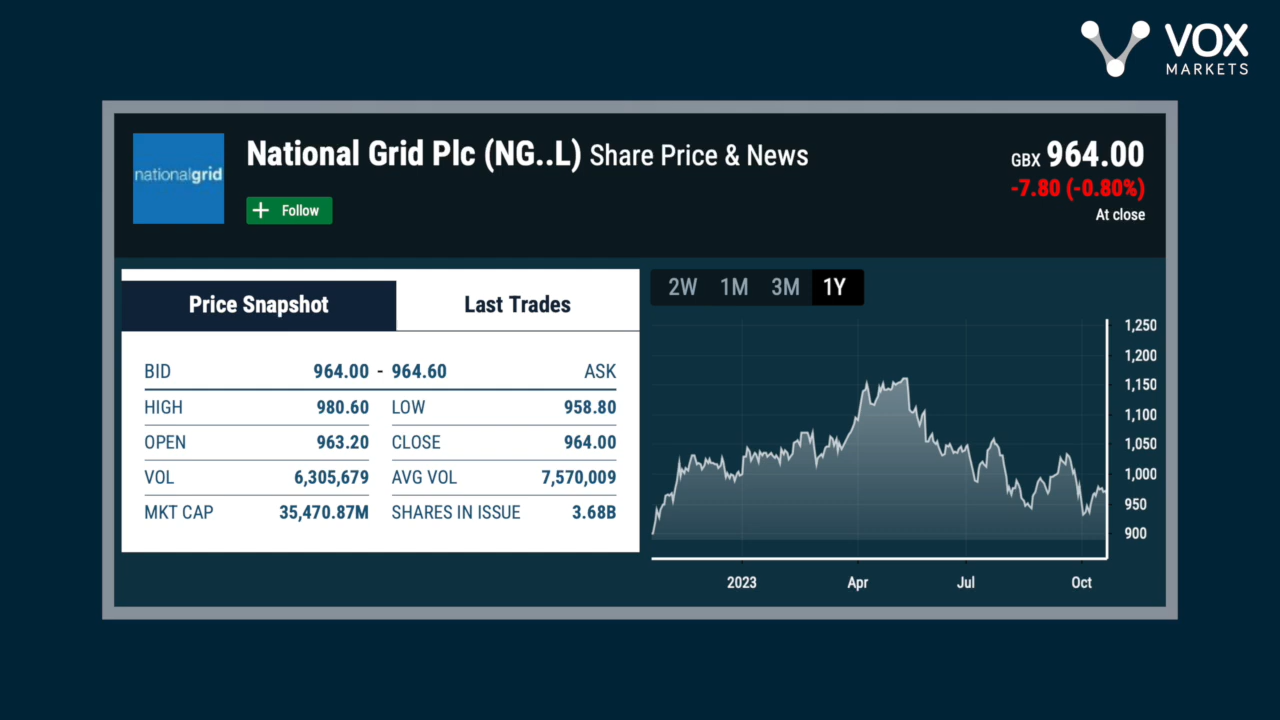 VOX
MARKETS
nationalgrid
National Grid Plc (NG..L) Share Price & News
+ Follow
GBX 964.00
-7.80 (-0.80%)
At close
Price Snapshot Last Trades
BID 964.00 - 964.60 ASK
HIGH 980.60 LOW 958.80
OPEN 963.20 CLOSE 964.00
VOL 6,305,679 AVG VOL 7,570,009
MKT CAP 35,470.87M SHARES IN ISSUE 3.68B
2W 1M 3M 1Y
1,250
1,200
1,150
1,100
1,050
1,000
950
900
2023 Apr Jul Oct